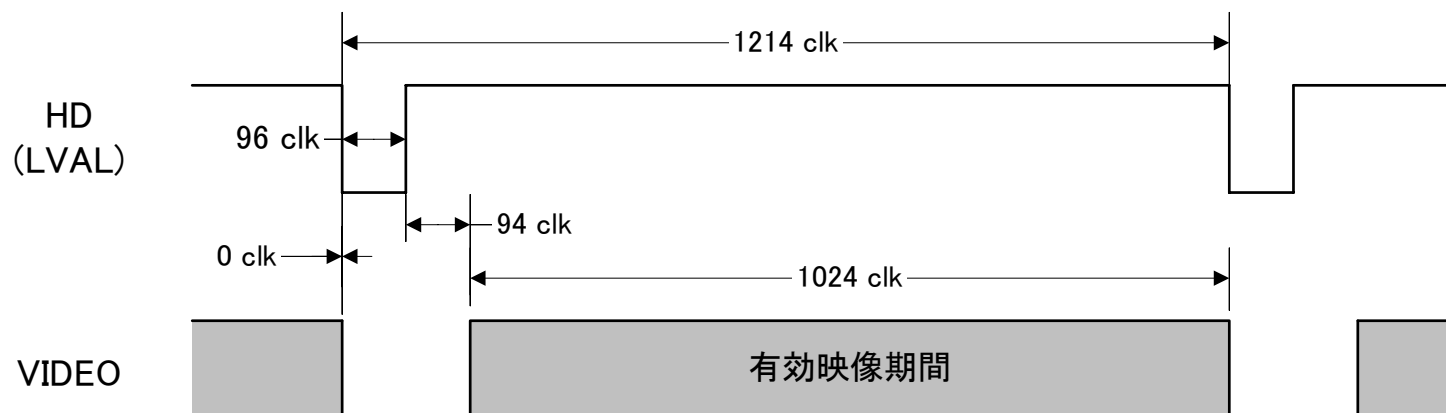 1214 clk
HD
(LVAL)
96 clk
94 clk
0 clk
1024 clk
VIDEO
有効映像期間